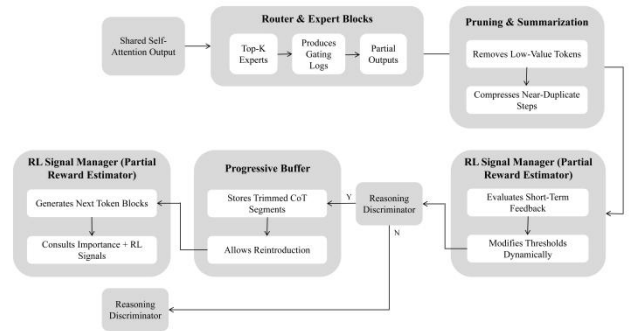 Router & Expert Blocks
Shared Self-
Attention Output
Top-K
Experts
Produces
Gating
Logs
Partial
Outputs
Pruning & Summarization
Removes Low-Value Tokens
Compresses Near-Duplicate
Steps
RL Signal Manager (Partial
Reward Estimator)
Generates Next Token Blocks
Consults Importance + RL
Signals
Progressive Buffer
Stores Trimmed CoT
Segments
Allows Reintroduction
Y
Reasoning
Discriminator
N
RL Signal Manager (Partial
Reward Estimator)
Evaluates Short-Term
Feedback
Modifies Thresholds
Dynamically
Reasoning
Discriminator